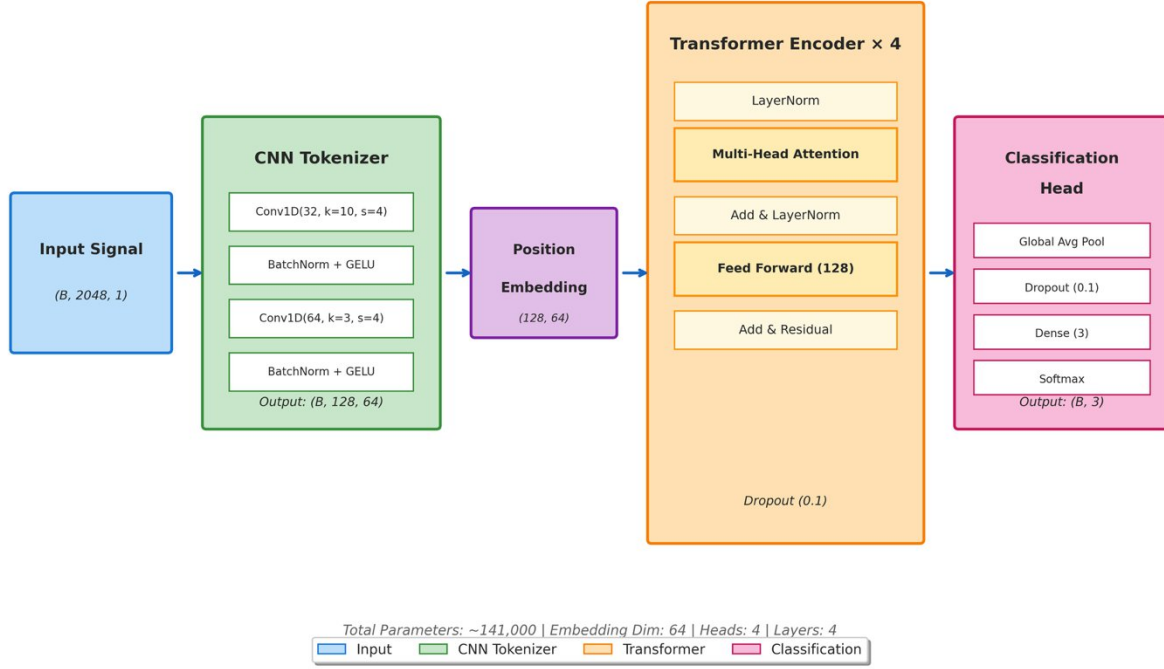 Input Signal
(B, 2048, 1)
CNN Tokenizer
Conv1D(32, k=10, s=4)
BatchNorm + GELU
Conv1D(64, k=3, s=4)
BatchNorm + GELU
Output: (B, 128, 64)
Position
Embedding
(128, 64)
Transformer Encoder × 4
LayerNorm
Multi-Head Attention
Add & LayerNorm
Feed Forward (128)
Add & Residual
Dropout (0.1)
Classification
Head
Global Avg Pool
Dropout (0.1)
Dense (3)
Softmax
Output: (B, 3)
Total Parameters: ~141,000 | Embedding Dim: 64 | Heads: 4 | Layers: 4
Input CNN Tokenizer Transformer Classification